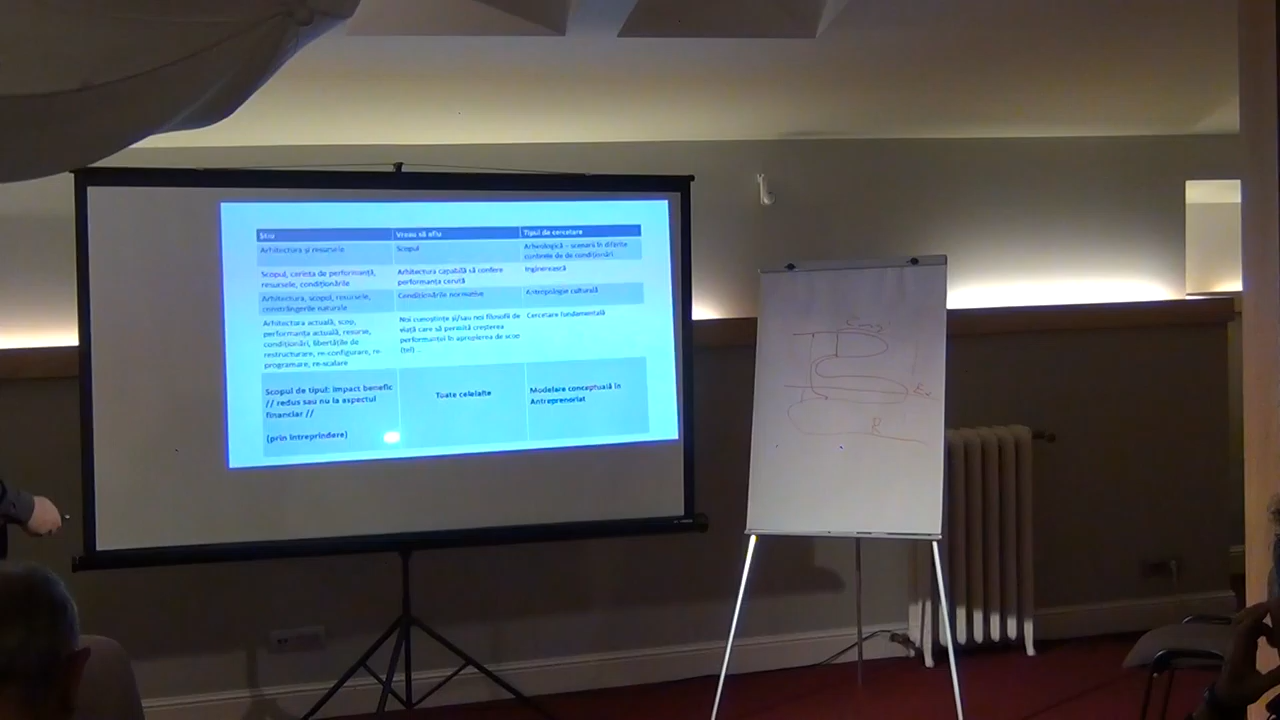 Știu
Vreau să aflu
Tipul de cercetare
Arhitectura și resursele
Scopul
Arheologică – scenarii în diferite
contexte de de condiționări
Scopul, cerința de performanță,
resursele, condiționările
Arhitectura capabilă să confere
performanța cerută
Inginerească
Arhitectura, scopul, resursele,
constrângerile naturale
Condiționările normative
Antropologie culturală
Arhitectura actuală, scop,
performanța actuală, resurse,
condiționări, libertățile de
restructurare, re-configurare, re-
programare, re-scalare
Noi cunoștințe și/sau noi filosofii de
viață care să permită creșterea
performanței în apropierea de scop
(țel) ..
Cercetare fundamentală
Scopul de tipul: impact benefic
// redus sau nu la aspectul
financiar //
(prin întreprindere)
Toate celelalte
Modelare conceptuală în
Antreprenoriat
Ex
R